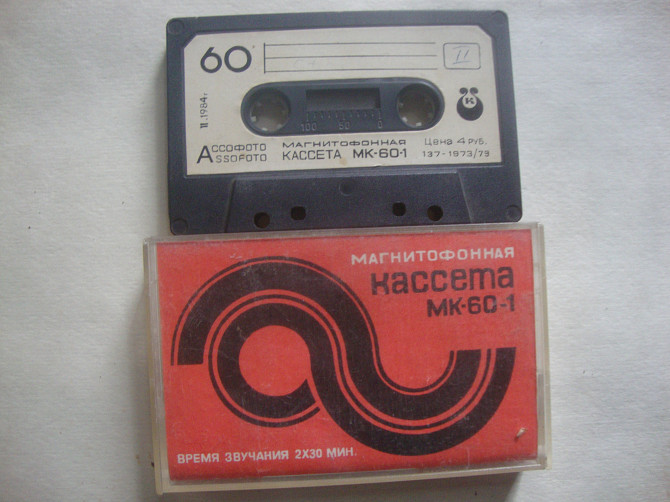 60
II
II.1984г.
100 50 0
К
АССОФОТО
ASSOFOTO
МАГНИТОФОННАЯ
КАССЕТА МК-60-1
Цена 4 РУБ.
137-1973/79
МАГНИТОФОННАЯ
кассета
МК-60-1
ВРЕМЯ ЗВУЧАНИЯ 2Х30 МИН.